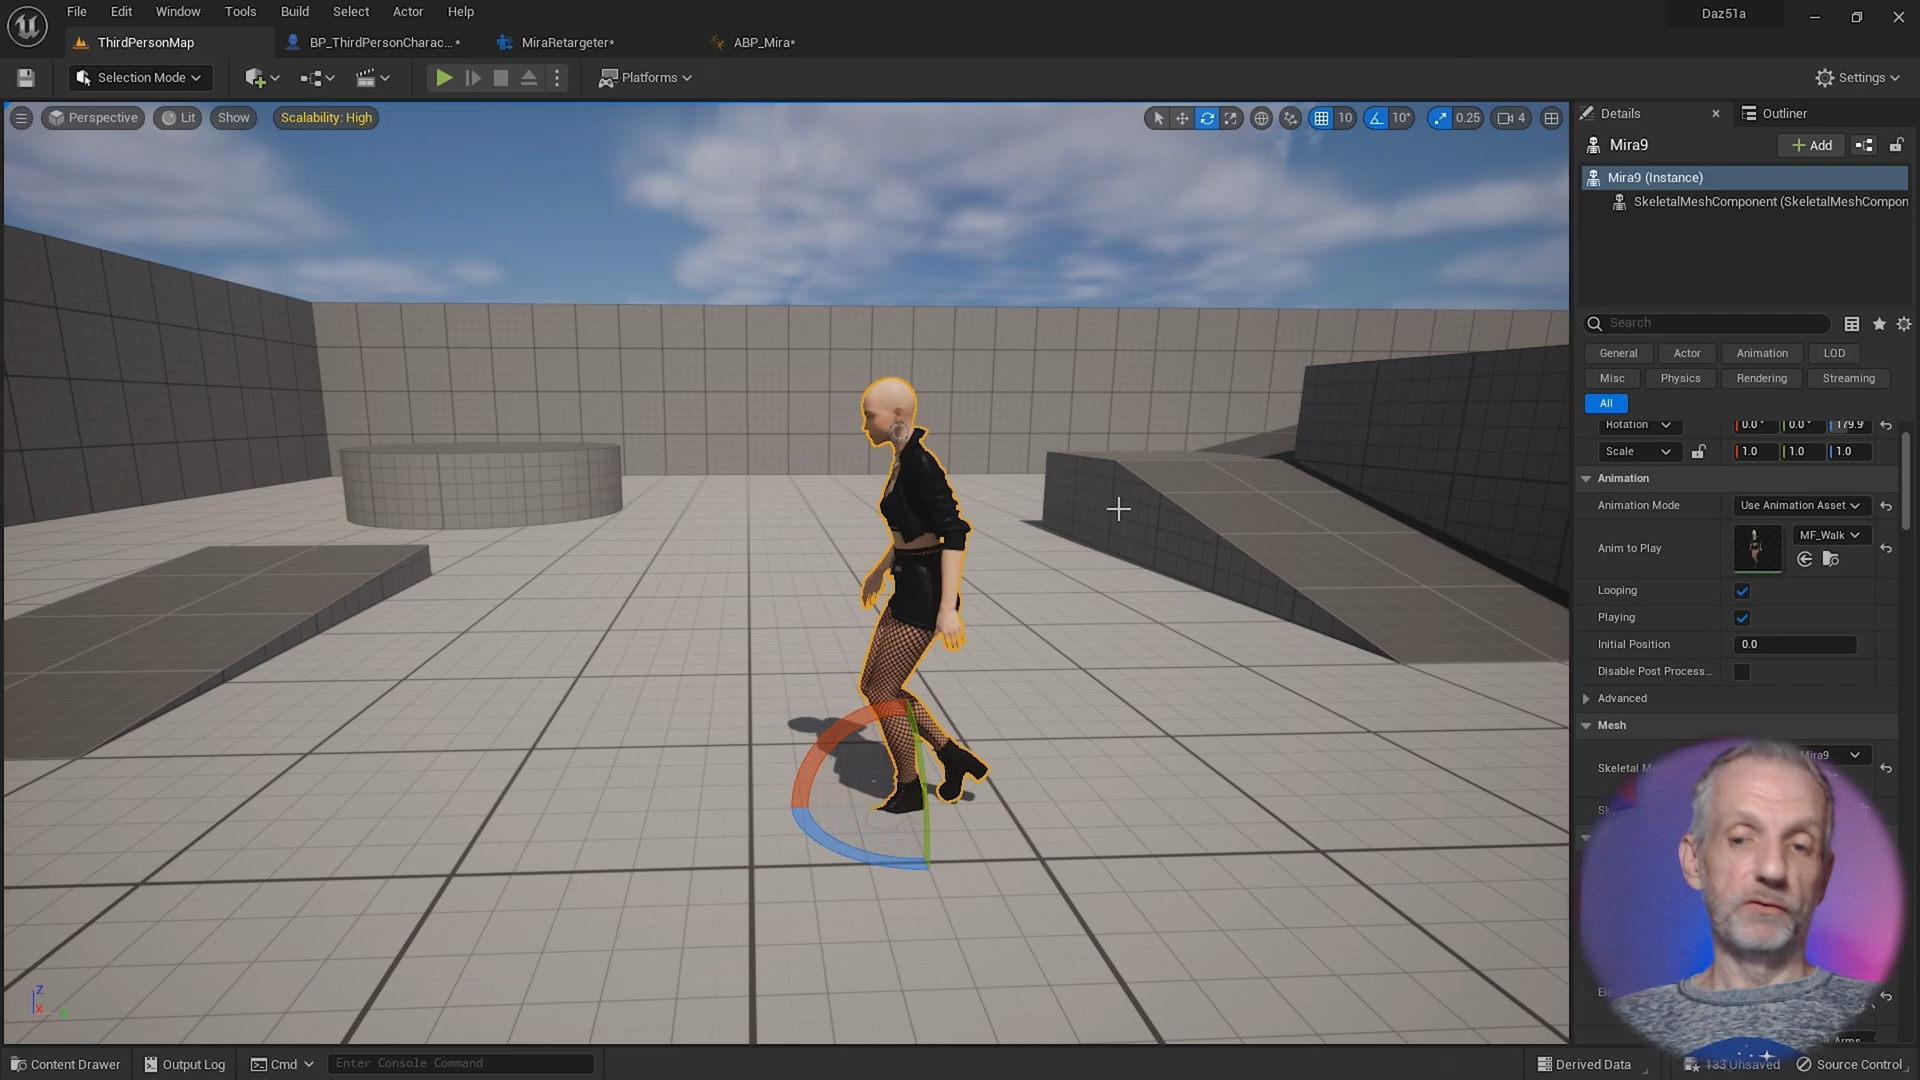 File Edit Window Tools Build Select Actor Help
Daz51a
ThirdPersonMap
BP_ThirdPersonCharac... *
MiraRetargeter*
ABP_Mira*
Selection Mode
Platforms
Settings
Perspective
Lit
Show
Scalability: High
10
10°
0.25
4
Details
Outliner
Mira9
Add
Mira9 (Instance)
SkeletalMeshComponent (SkeletalMeshCompon
Search
General
Actor
Animation
LOD
Misc
Physics
Rendering
Streaming
All
Rotation
0.0°
0.0°
179.9
Scale
1.0
1.0
1.0
Animation
Animation Mode
Use Animation Asset
Anim to Play
MF_Walk
Looping
Playing
Initial Position
0.0
Disable Post Process...
Advanced
Mesh
Mira9
Skeletal Me
Sk
Z
X
Arms
Content Drawer
Output Log
Cmd
Enter Console Command
Derived Data
133 Unsaved
Source Control